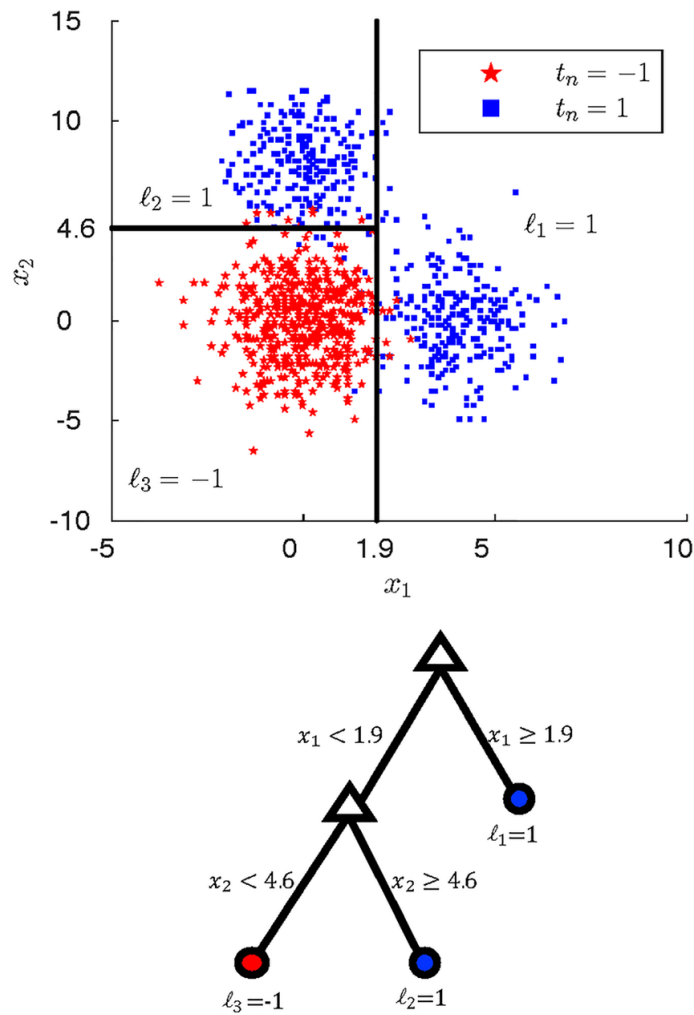 15
tₙ = −1
tₙ = 1
10
ℓ₂ = 1
ℓ₁ = 1
4.6
x₂
0
-5
ℓ₃ = −1
-10
-5 0 1.9 5 10
x₁
x₁ < 1.9 x₁ ≥ 1.9
ℓ₁=1
x₂ < 4.6 x₂ ≥ 4.6
ℓ₃=-1 ℓ₂=1